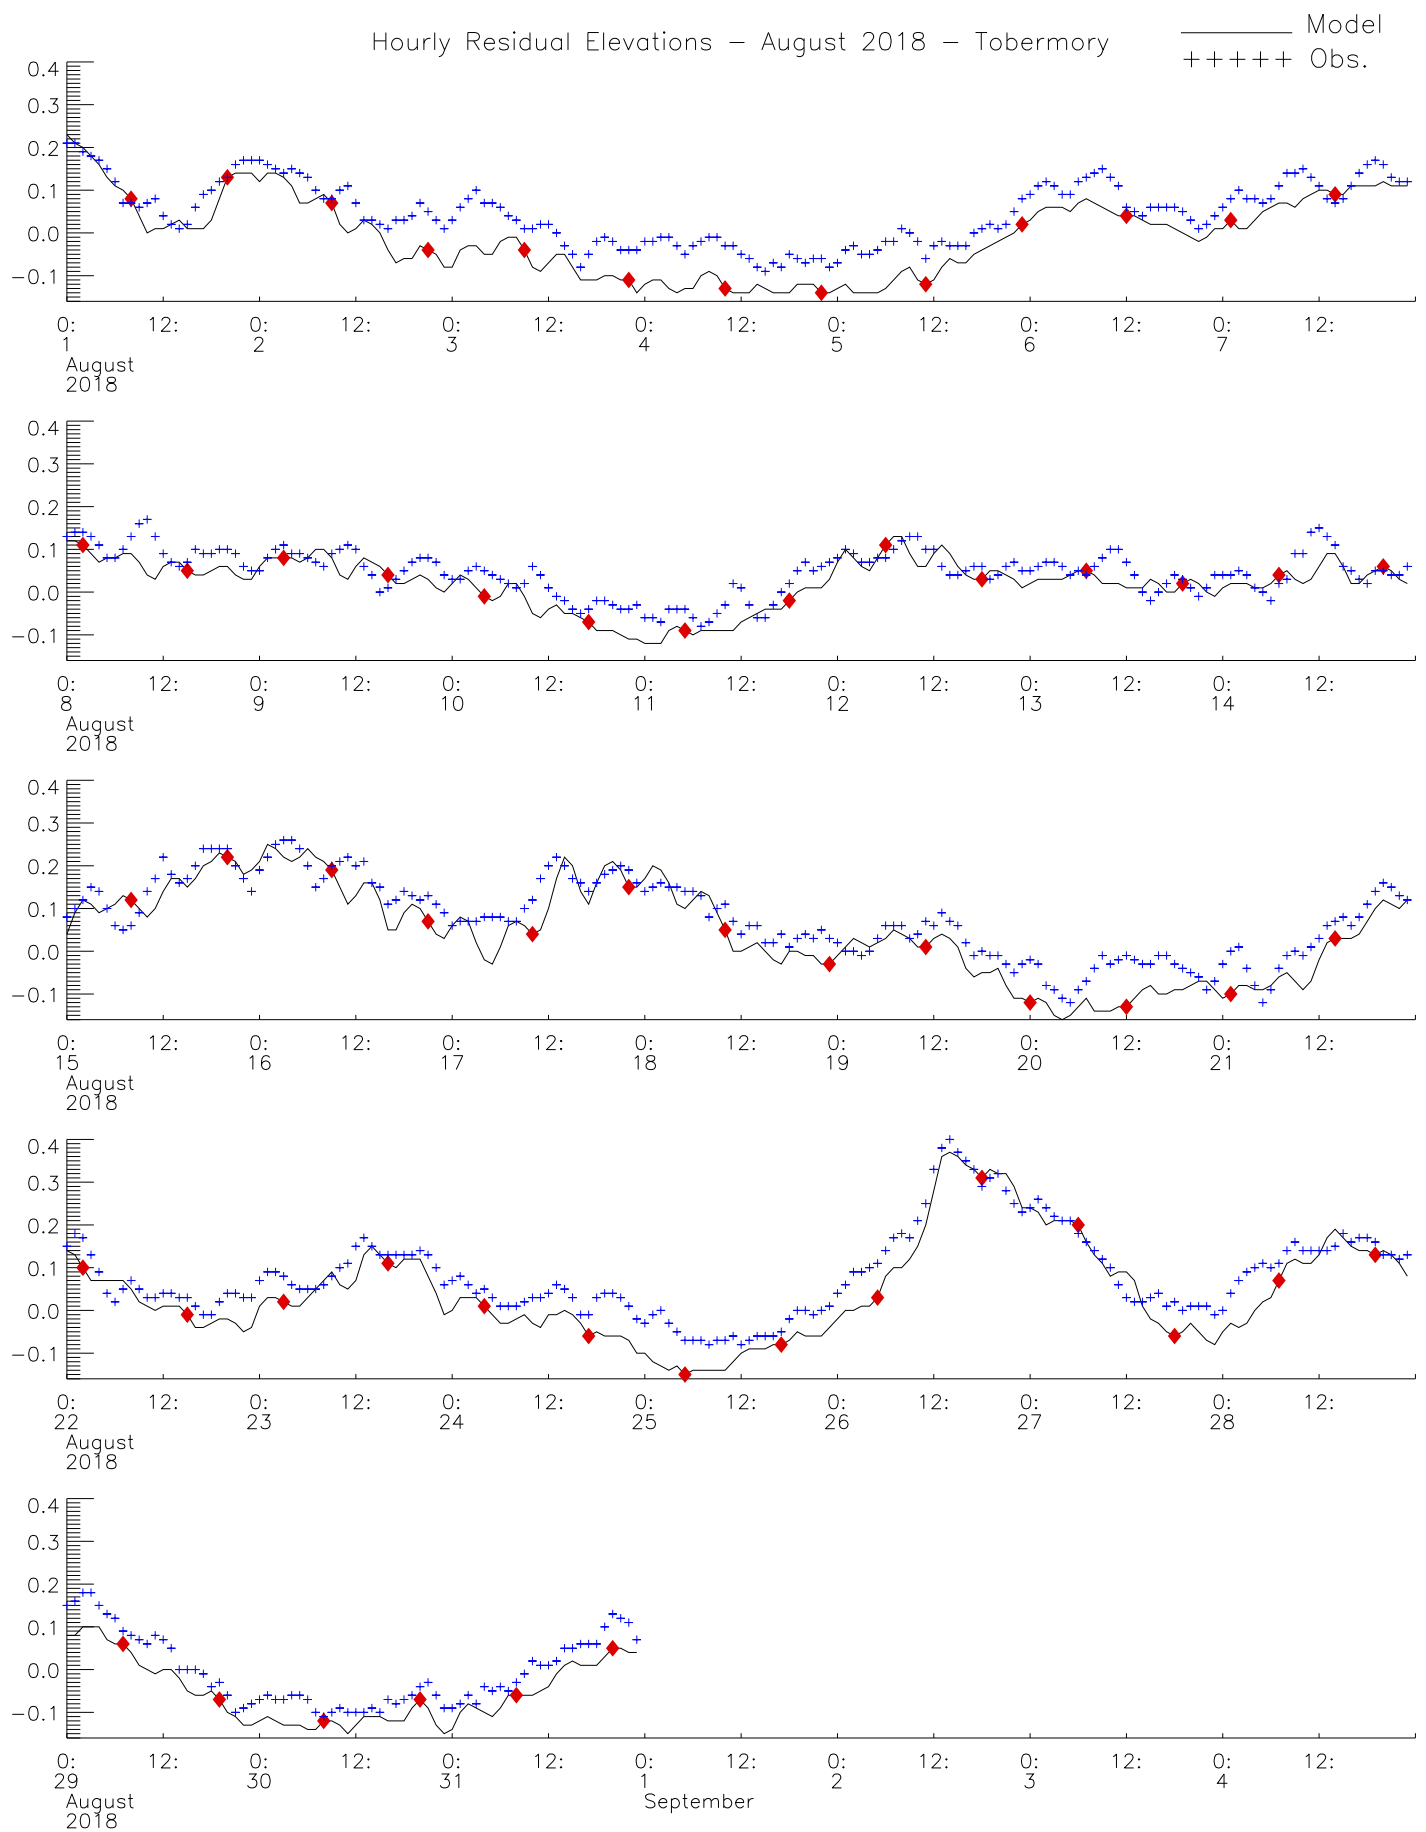 Hourly Residual Elevations – August 2018 – Tobermory
Model
+++++ Obs.
0.4
0.3
0.2
0.1
0.0
−0.1
0: 12: 0: 12: 0: 12: 0: 12: 0: 12: 0: 12: 0: 12:
1 2 3 4 5 6 7
August
2018
0.4
0.3
0.2
0.1
0.0
−0.1
0: 12: 0: 12: 0: 12: 0: 12: 0: 12: 0: 12: 0: 12:
8 9 10 11 12 13 14
August
2018
0.4
0.3
0.2
0.1
0.0
−0.1
0: 12: 0: 12: 0: 12: 0: 12: 0: 12: 0: 12: 0: 12:
15 16 17 18 19 20 21
August
2018
0.4
0.3
0.2
0.1
0.0
−0.1
0: 12: 0: 12: 0: 12: 0: 12: 0: 12: 0: 12: 0: 12:
22 23 24 25 26 27 28
August
2018
0.4
0.3
0.2
0.1
0.0
−0.1
0: 12: 0: 12: 0: 12: 0: 12: 0: 12: 0: 12: 0: 12:
29 30 31 1 2 3 4
August September
2018